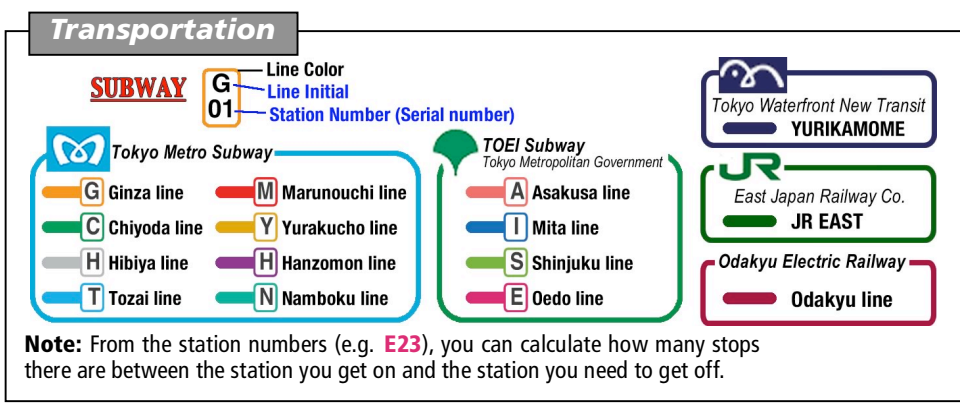 Transportation
SUBWAY
G
01
Line Color
Line Initial
Station Number (Serial number)
Tokyo Metro Subway
G Ginza line
M Marunouchi line
C Chiyoda line
Y Yurakucho line
H Hibiya line
H Hanzomon line
T Tozai line
N Namboku line
TOEI Subway
Tokyo Metropolitan Government
A Asakusa line
I Mita line
S Shinjuku line
E Oedo line
Tokyo Waterfront New Transit
YURIKAMOME
JR
East Japan Railway Co.
JR EAST
Odakyu Electric Railway
Odakyu line
Note: From the station numbers (e.g. E23), you can calculate how many stops
there are between the station you get on and the station you need to get off.